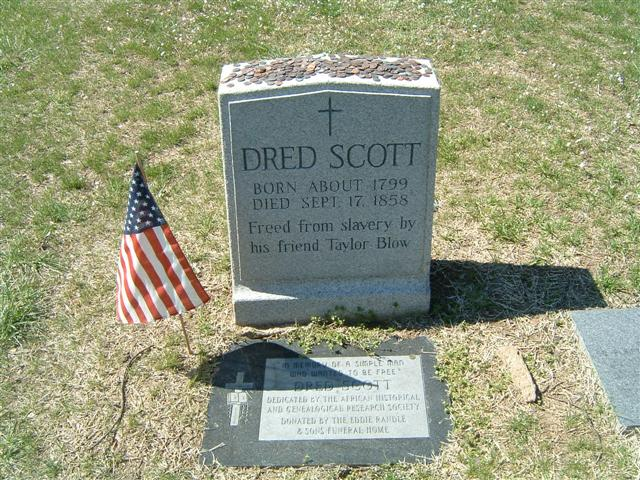 DRED SCOTT
BORN ABOUT 1799
DIED SEPT. 17, 1858
Freed from slavery by
his friend Taylor Blow
"IN MEMORY OF A SIMPLE MAN
WHO WANTED TO BE FREE"
DRED SCOTT
DEDICATED BY THE AFRICAN HISTORICAL
AND GENEALOGICAL RESEARCH SOCIETY
DONATED BY THE EDDIE RANDLE
& SONS FUNERAL HOME